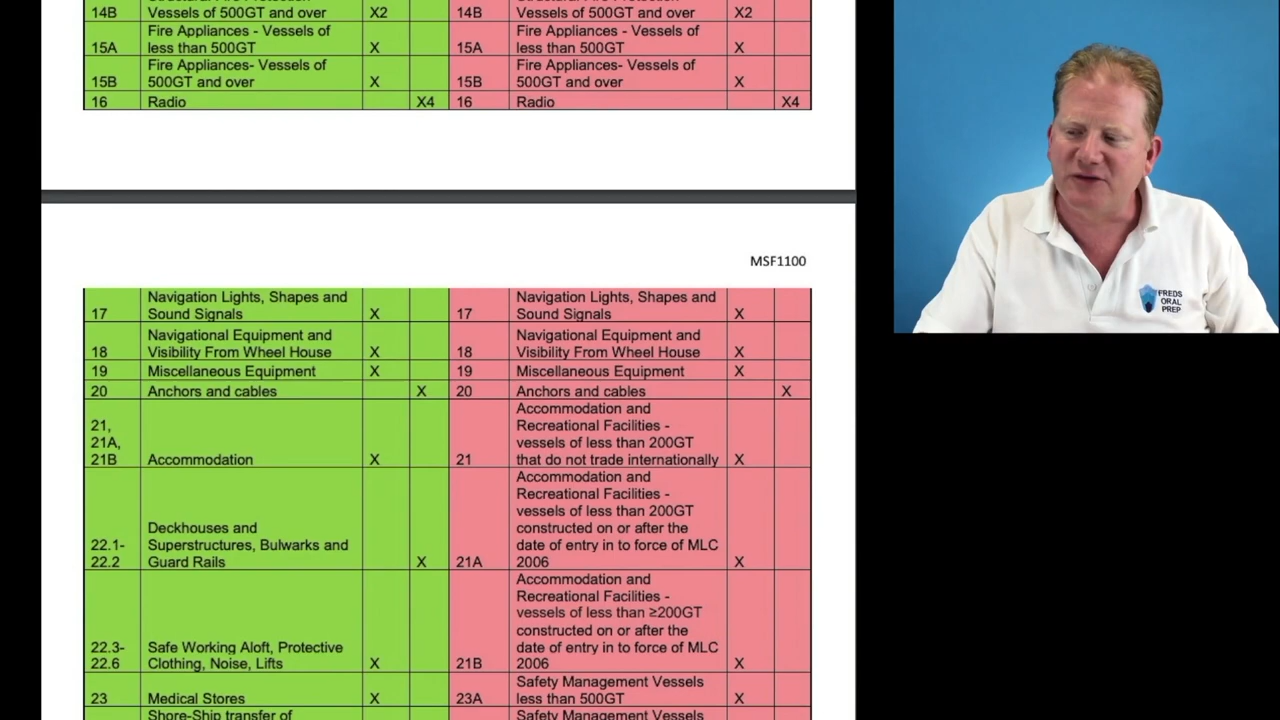 14B Vessels of 500GT and over X2 14B Vessels of 500GT and over X2
Fire Appliances - Vessels of Fire Appliances - Vessels of
15A less than 500GT X 15A less than 500GT X
Fire Appliances- Vessels of Fire Appliances- Vessels of
15B 500GT and over X 15B 500GT and over X
16 Radio X4 16 Radio X4
MSF1100
Navigation Lights, Shapes and Navigation Lights, Shapes and
17 Sound Signals X 17 Sound Signals X
Navigational Equipment and Navigational Equipment and
18 Visibility From Wheel House X 18 Visibility From Wheel House X
19 Miscellaneous Equipment X 19 Miscellaneous Equipment X
20 Anchors and cables X 20 Anchors and cables X
Accommodation and
21, Recreational Facilities -
21A, vessels of less than 200GT
21B Accommodation X 21 that do not trade internationally X
Accommodation and
Recreational Facilities -
vessels of less than 200GT
Deckhouses and constructed on or after the
22.1- Superstructures, Bulwarks and date of entry in to force of MLC
22.2 Guard Rails X 21A 2006 X
Accommodation and
Recreational Facilities -
vessels of less than ≥200GT
constructed on or after the
22.3- Safe Working Aloft, Protective date of entry in to force of MLC
22.6 Clothing, Noise, Lifts X 21B 2006 X
Safety Management Vessels
23 Medical Stores X 23A less than 500GT X
Shore-Ship transfer of Safety Management Vessels
FREDS
ORAL
PREP